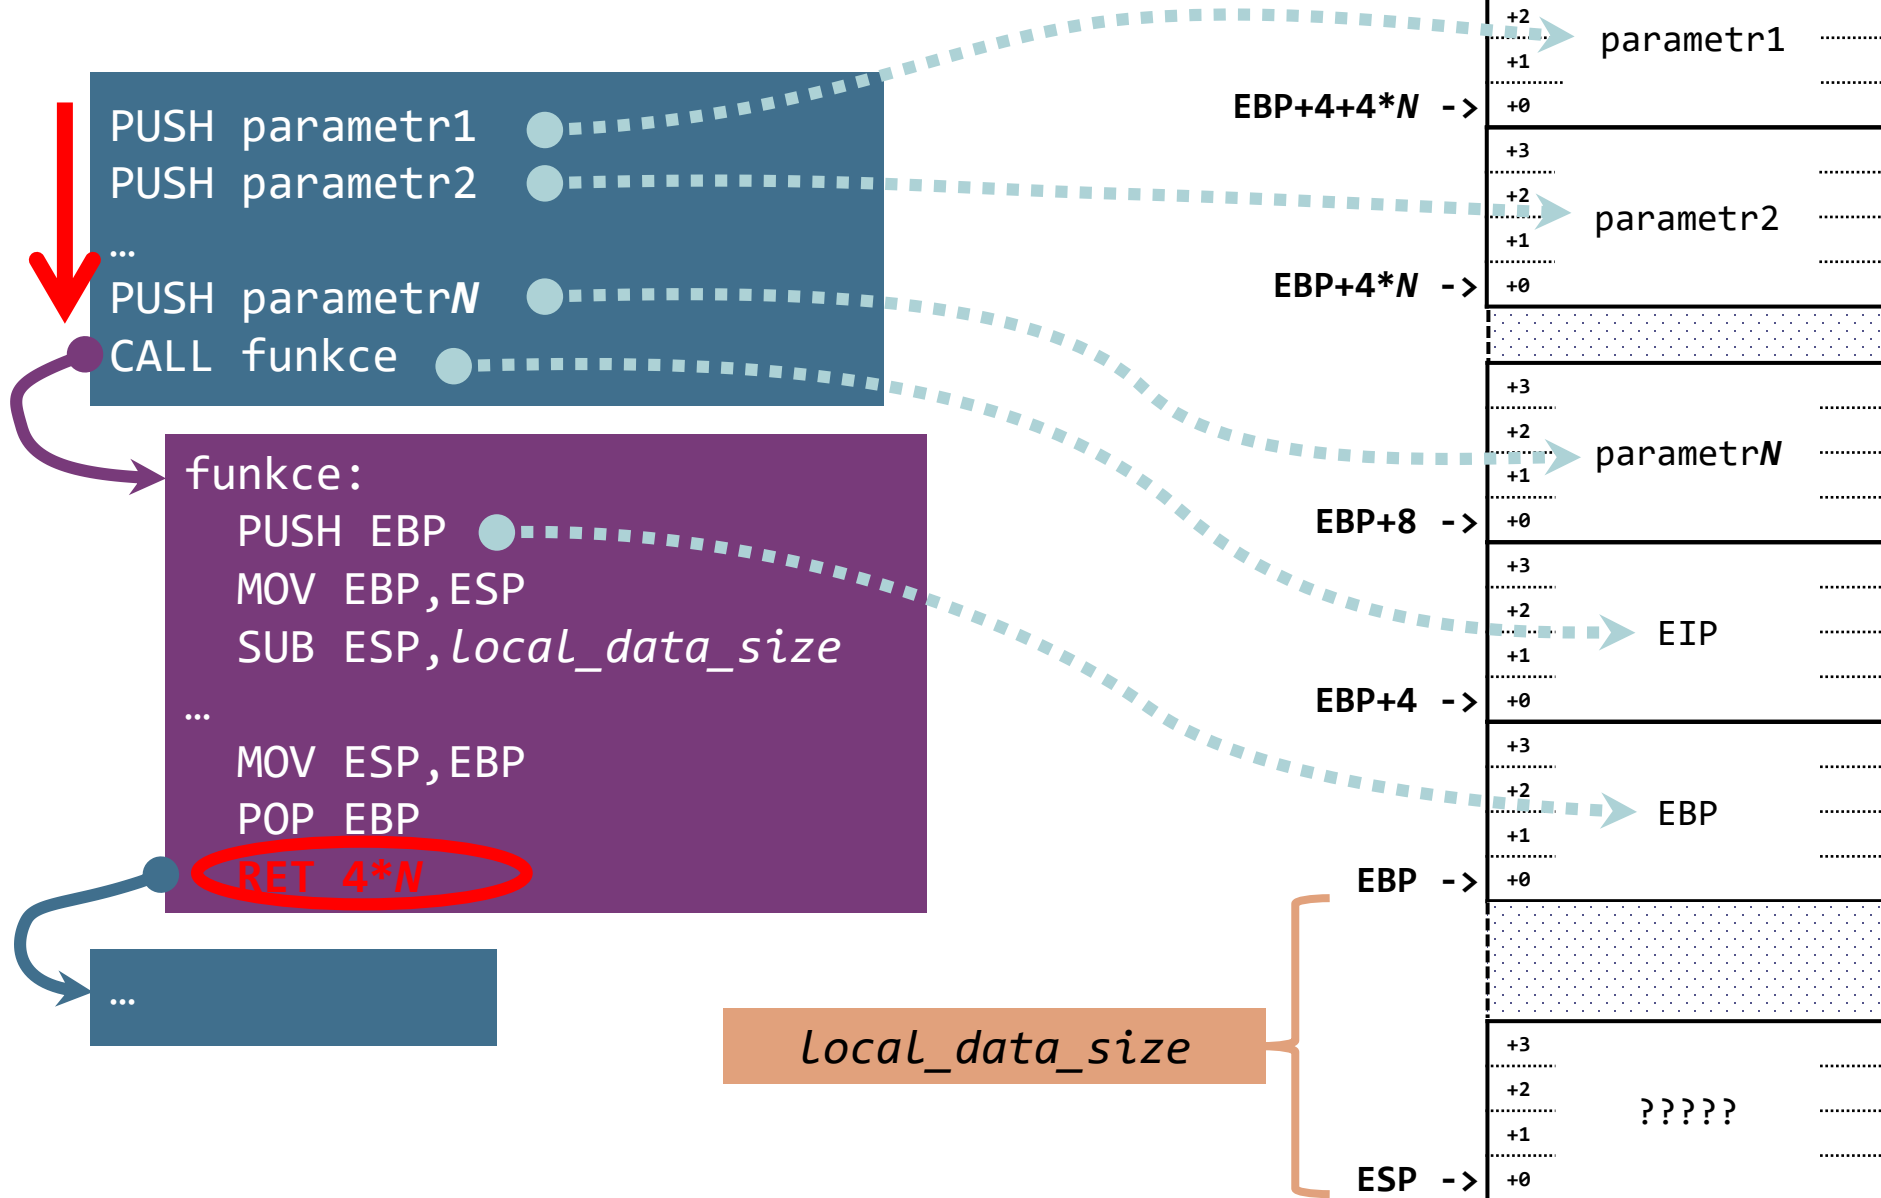 PUSH parametr1
PUSH parametr2
…
PUSH parametrN
CALL funkce
funkce:
PUSH EBP
MOV EBP,ESP
SUB ESP,local_data_size
…
MOV ESP,EBP
POP EBP
RET 4*N
…
local_data_size
+2
parametr1
+1
EBP+4+4*N -> +0
+3
+2
parametr2
+1
EBP+4*N -> +0
+3
+2
parametrN
+1
EBP+8 -> +0
+3
+2
EIP
+1
EBP+4 -> +0
+3
+2
EBP
+1
EBP -> +0
+3
+2
?????
+1
ESP -> +0